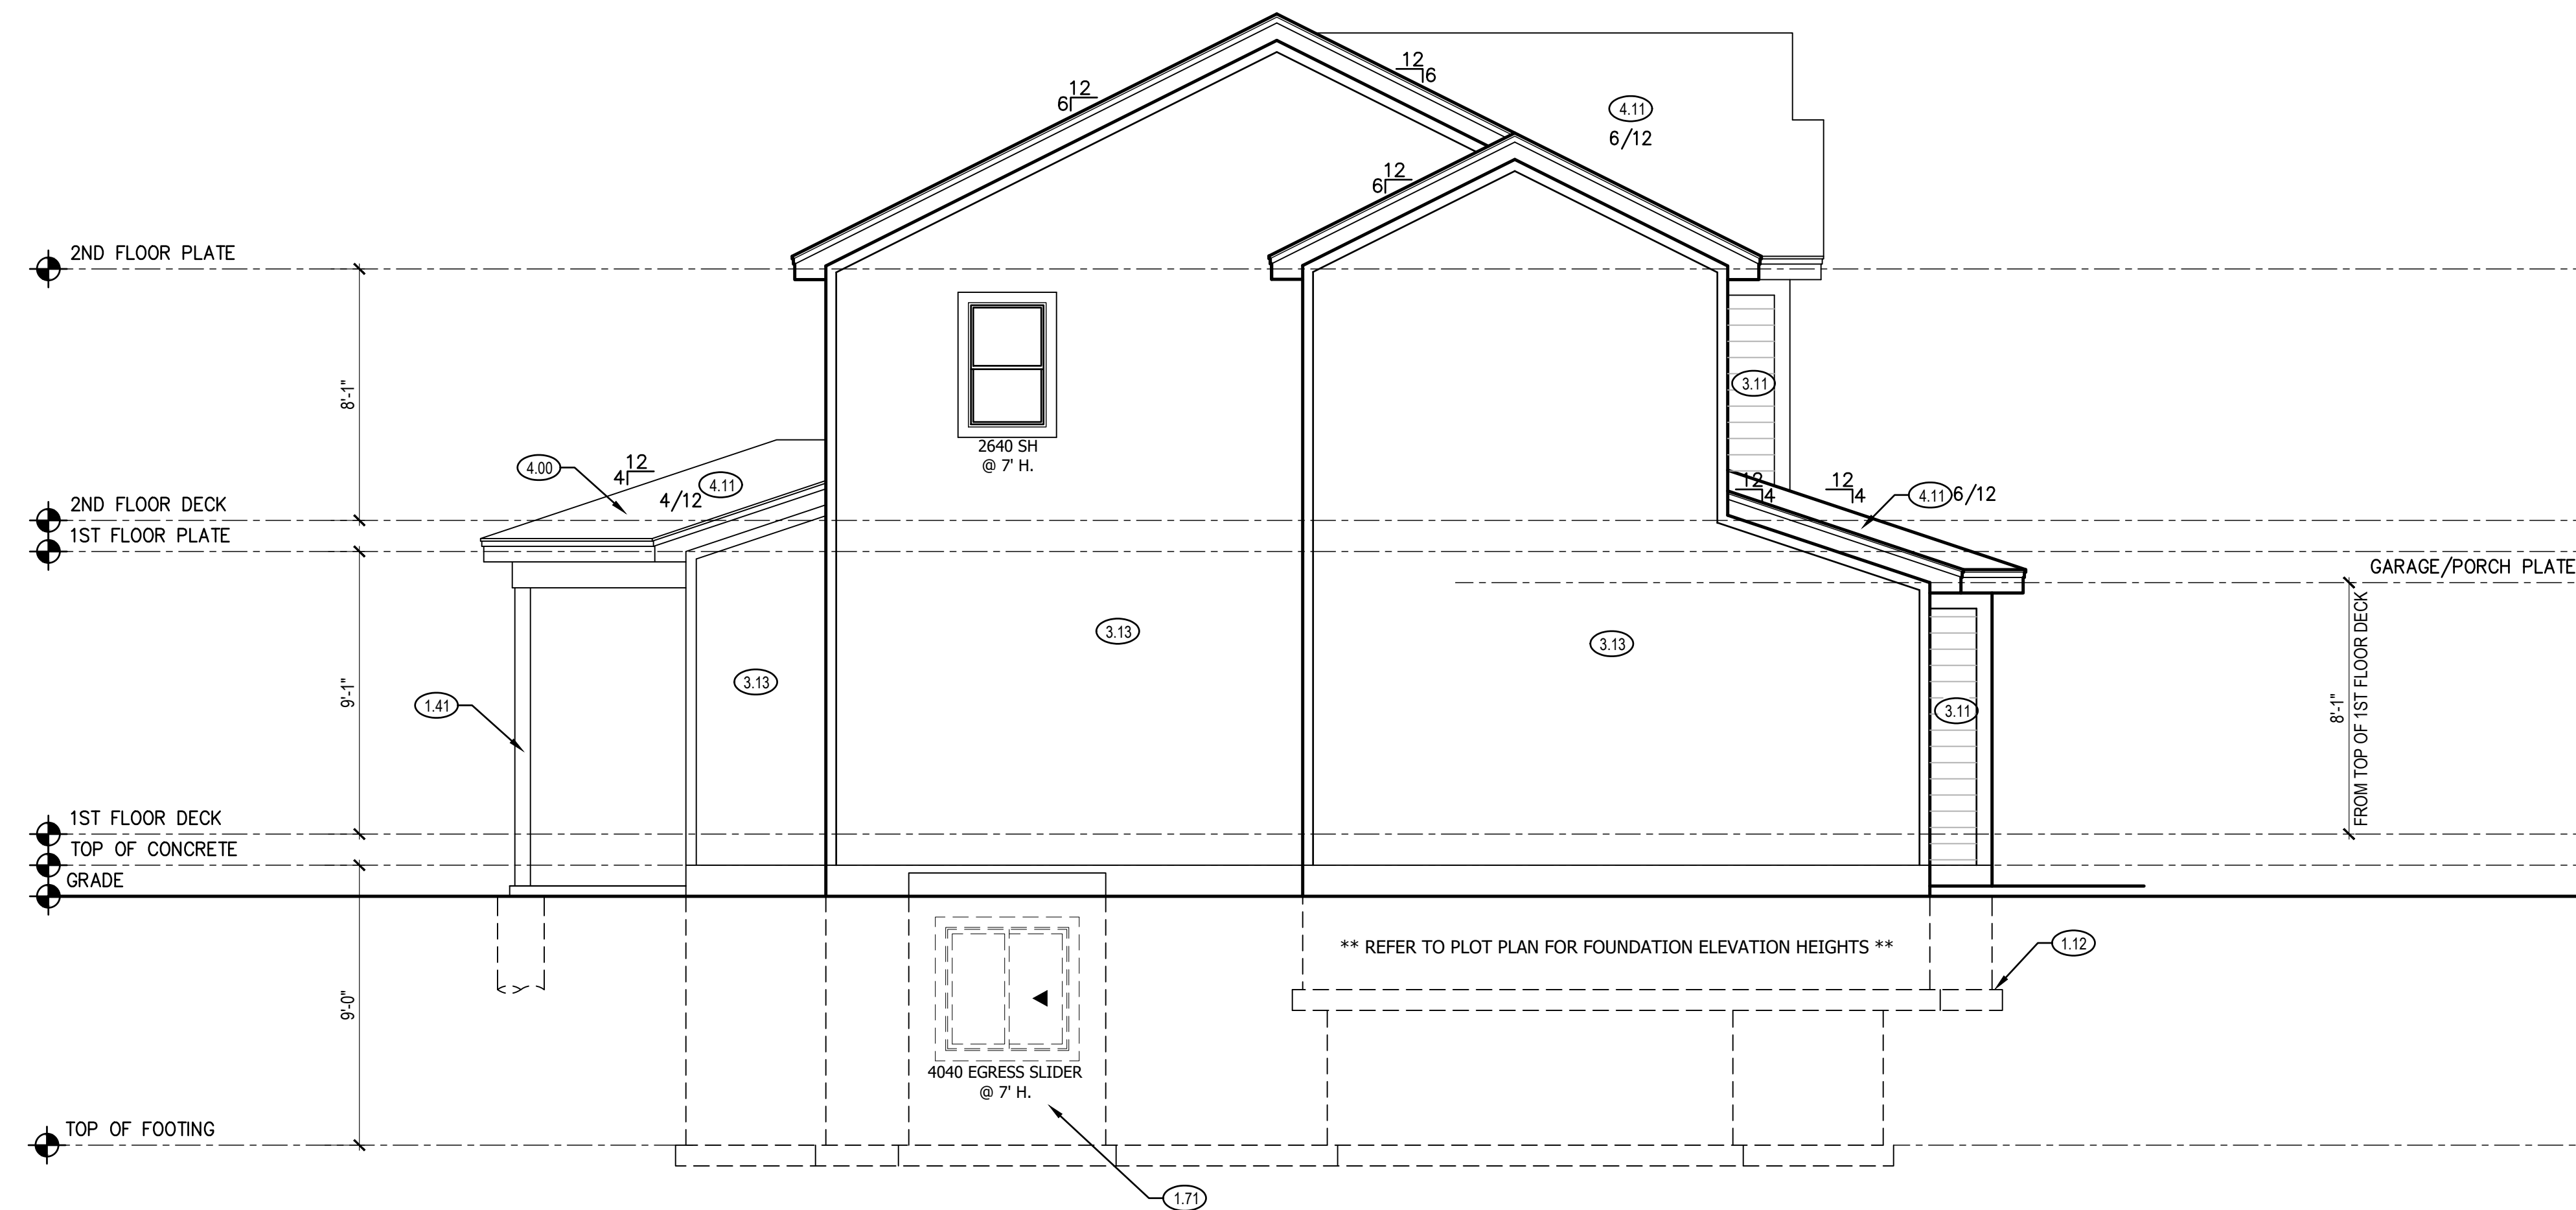 12
6
12
6
4.11
6/12
12
6
2ND FLOOR PLATE
8'-1"
3.11
2640 SH
@ 7' H.
4.00
12
4
4.11
4/12
12
4
12
4
4.11
6/12
2ND FLOOR DECK
1ST FLOOR PLATE
GARAGE/PORCH PLATE
9'-1"
3.13
3.13
3.13
1.41
3.11
8'-1"
FROM TOP OF 1ST FLOOR DECK
1ST FLOOR DECK
TOP OF CONCRETE
GRADE
** REFER TO PLOT PLAN FOR FOUNDATION ELEVATION HEIGHTS **
1.12
9'-0"
4040 EGRESS SLIDER
@ 7' H.
TOP OF FOOTING
1.71